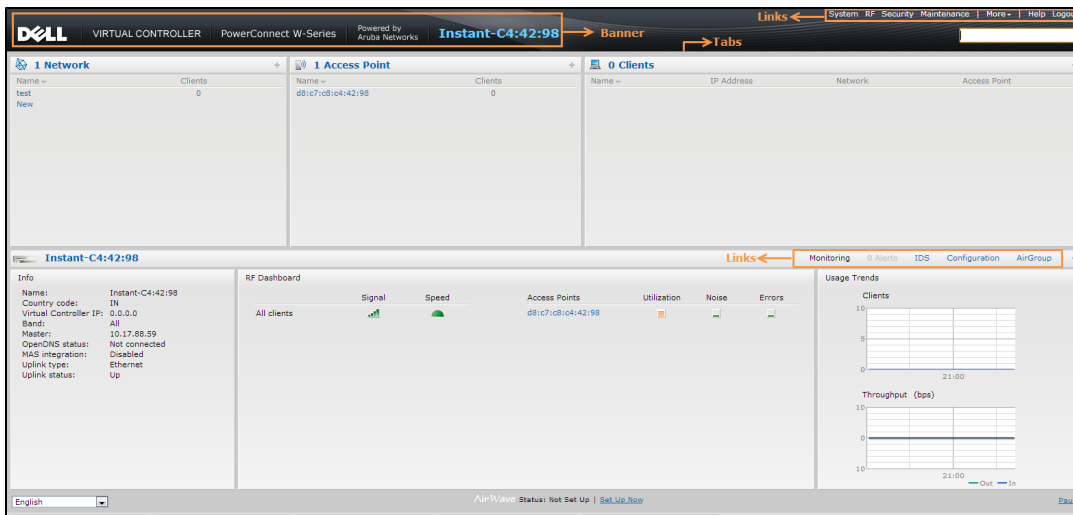 Links
System RF Security Maintenance | More | Help Logou
DELL VIRTUAL CONTROLLER PowerConnect W-Series Powered by Aruba Networks Instant-C4:42:98 Banner
Tabs
1 Network +
1 Access Point +
0 Clients
Name Clients
Name Clients
Name IP Address Network Access Point
test 0
d8:c7:c8:c4:42:98 0
New
Instant-C4:42:98
Links
Monitoring 0 Alerts IDS Configuration AirGroup
Info
Name: Instant-C4:42:98
Country code: IN
Virtual Controller IP: 0.0.0.0
Band: All
Master: 10.17.88.59
OpenDNS status: Not connected
MAS integration: Disabled
Uplink type: Ethernet
Uplink status: Up
RF Dashboard
Signal Speed Access Points Utilization Noise Errors
All clients d8:c7:c8:c4:42:98
Usage Trends
Clients
10
5
0
21:00
Throughput (bps)
10
0
10
21:00
Out In
English
AirWave Status: Not Set Up | Set Up Now
Pau